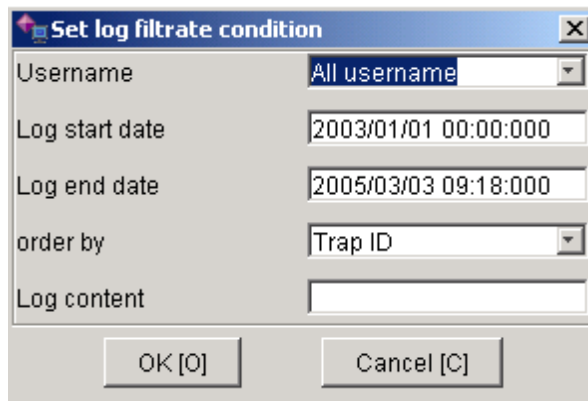 Set log filtrate condition
Username All username
Log start date 2003/01/01 00:00:000
Log end date 2005/03/03 09:18:000
order by Trap ID
Log content
OK [O] Cancel [C]